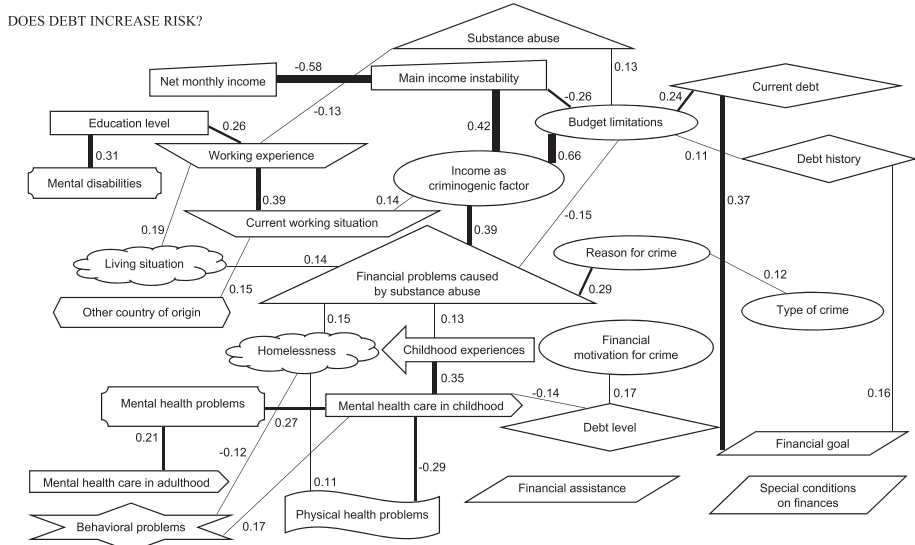 DOES DEBT INCREASE RISK?
Substance abuse
-0.58
0.13
Net monthly income
Main income instability
-0.26
0.24
Current debt
-0.13
Education level
0.26
0.42
Budget limitations
0.31
Working experience
0.66
0.11
Debt history
Mental disabilities
Income as
criminogenic factor
0.39
0.14
0.37
Current working situation
0.39
-0.15
0.19
Living situation
0.14
Reason for crime
0.15
Financial problems caused
by substance abuse
0.29
0.12
Other country of origin
Type of crime
0.15
0.13
Homelessness
Childhood experiences
Financial
motivation for crime
0.35
-0.14
0.17
0.16
Mental health problems
0.27
Mental health care in childhood
Debt level
0.21
-0.12
Financial goal
-0.29
Mental health care in adulthood
0.11
Financial assistance
Special conditions
on finances
Behavioral problems
0.17
Physical health problems